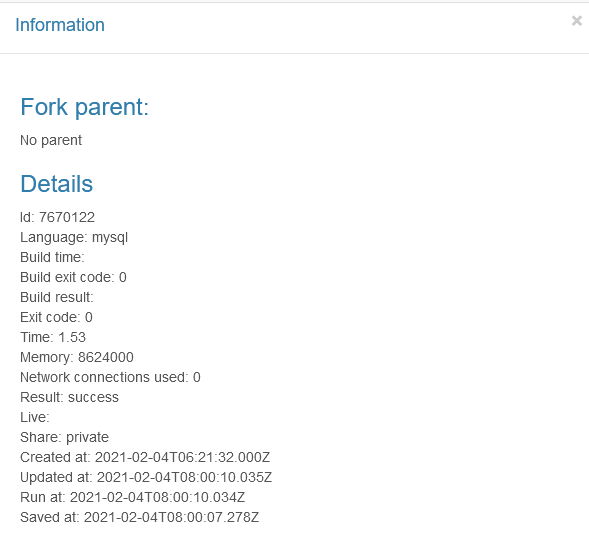 Information
×
Fork parent:
No parent
Details
Id: 7670122
Language: mysql
Build time:
Build exit code: 0
Build result:
Exit code: 0
Time: 1.53
Memory: 8624000
Network connections used: 0
Result: success
Live:
Share: private
Created at: 2021-02-04T06:21:32.000Z
Updated at: 2021-02-04T08:00:10.035Z
Run at: 2021-02-04T08:00:10.034Z
Saved at: 2021-02-04T08:00:07.278Z